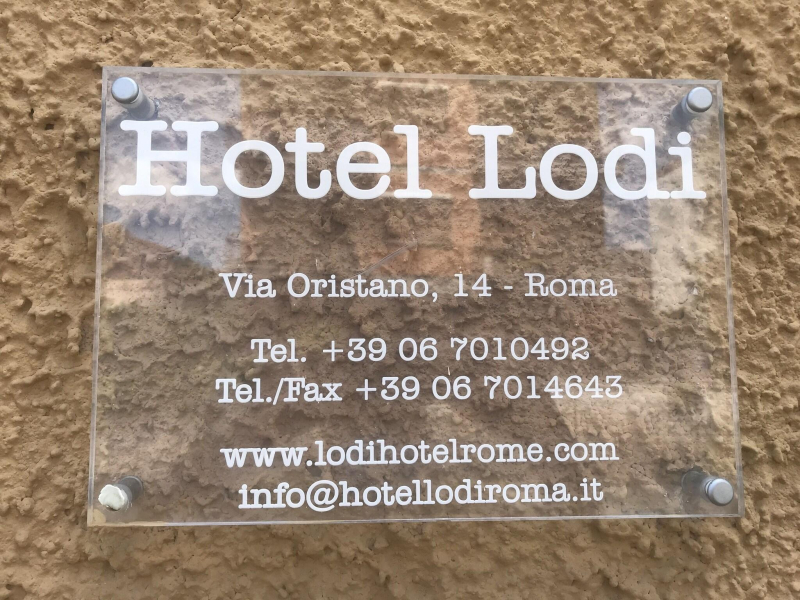 Hotel Lodi
Via Oristano, 14 - Roma
Tel. +39 06 7010492
Tel./Fax +39 06 7014643
www.lodihotelrome.com
info@hotellodiroma.it